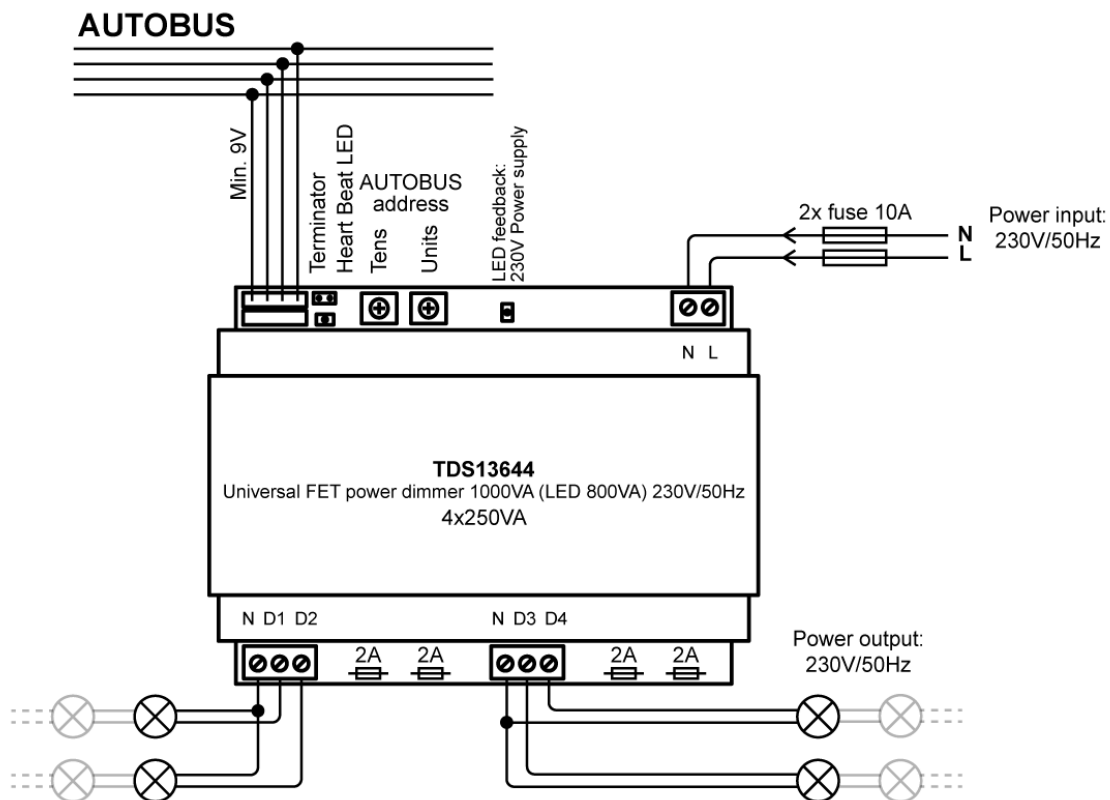 AUTOBUS
Min. 9V
Terminator
Heart Beat LED
AUTOBUS
address
Tens
Units
LED feedback:
230V Power supply
2x fuse 10A
N
L
Power input:
230V/50Hz
N L
TDS13644
Universal FET power dimmer 1000VA (LED 800VA) 230V/50Hz
4x250VA
N D1 D2
N D3 D4
2A
2A
2A
2A
Power output:
230V/50Hz